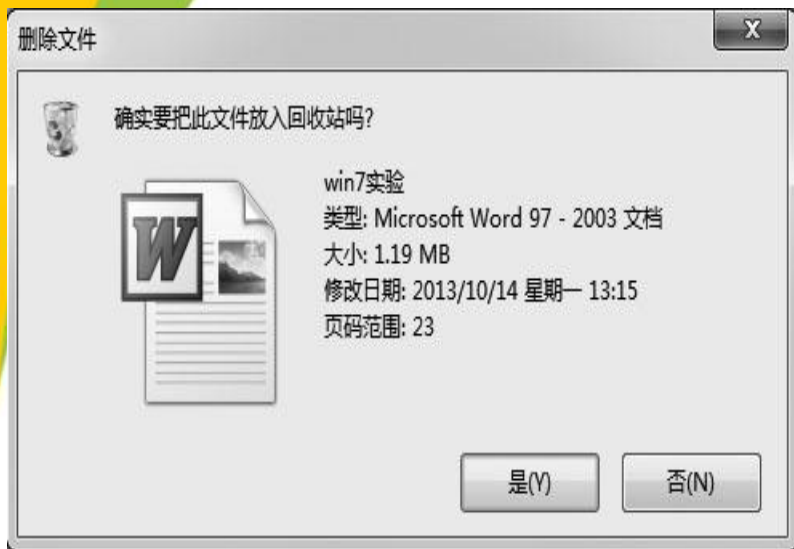 删除文件
X
确实要把此文件放入回收站吗?
win7实验
类型: Microsoft Word 97 - 2003 文档
大小: 1.19 MB
修改日期: 2013/10/14 星期一 13:15
页码范围: 23
W
是(Y)
否(N)